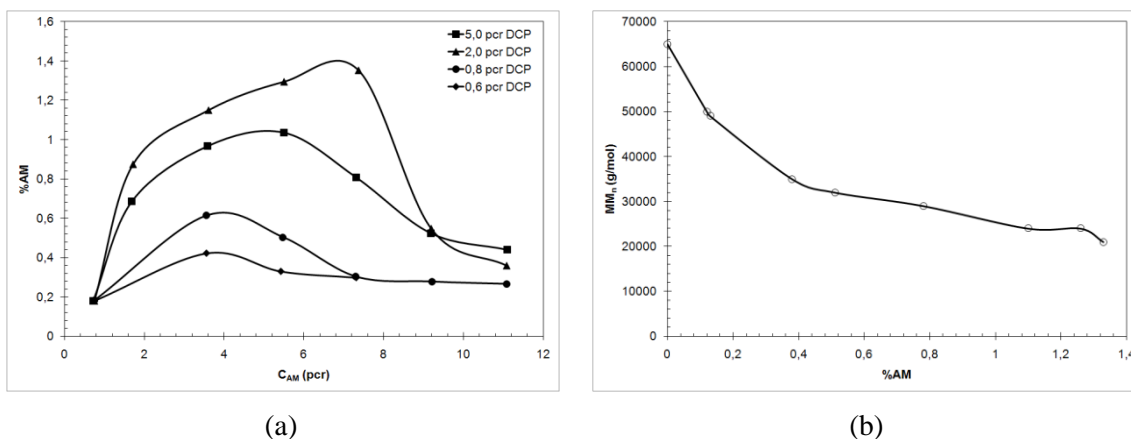 1,6
1,4
1,2
1
0,8
0,6
0,4
0,2
0
%AM
5,0 pcr DCP
2,0 pcr DCP
0,8 pcr DCP
0,6 pcr DCP
0 2 4 6 8 10 12
C_AM (pcr)
(a)
70000
60000
50000
40000
30000
20000
10000
0
MM_n (g/mol)
0 0,2 0,4 0,6 0,8 1 1,2 1,4
%AM
(b)